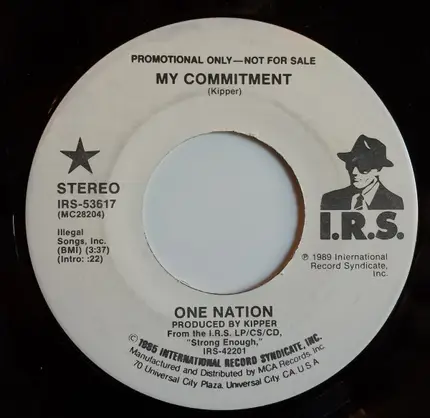 PROMOTIONAL ONLY—NOT FOR SALE
MY COMMITMENT
(Kipper)
STEREO
IRS-53617
(MC28204)
Illegal
Songs, Inc.
(BMI) (3:37)
(Intro: :22)
I.R.S.
℗ 1989 International
Record Syndicate,
Inc.
ONE NATION
PRODUCED BY KIPPER
From the I.R.S. LP/CS/CD,
"Strong Enough,"
IRS-42201
© 1985 INTERNATIONAL RECORD SYNDICATE, INC.
Manufactured and Distributed by MCA Records, Inc.
70 Universal City Plaza, Universal City, CA. U.S.A